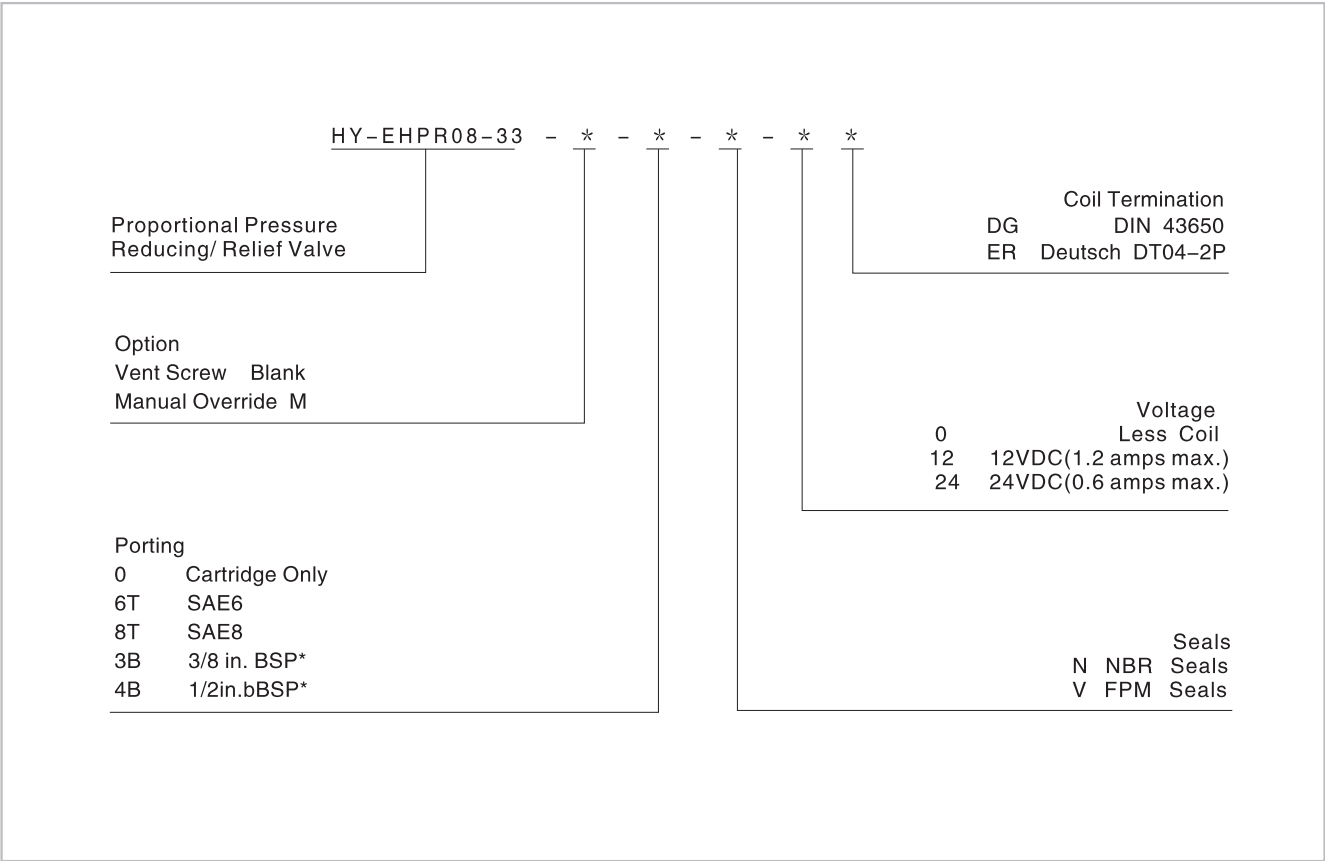 HY-EHPR08-33 - * - * - * - * *
Proportional Pressure
Reducing/ Relief Valve
Option
Vent Screw Blank
Manual Override M
Porting
0 Cartridge Only
6T SAE6
8T SAE8
3B 3/8 in. BSP*
4B 1/2in.bBSP*
Coil Termination
DG DIN 43650
ER Deutsch DT04-2P
Voltage
0 Less Coil
12 12VDC(1.2 amps max.)
24 24VDC(0.6 amps max.)
Seals
N NBR Seals
V FPM Seals